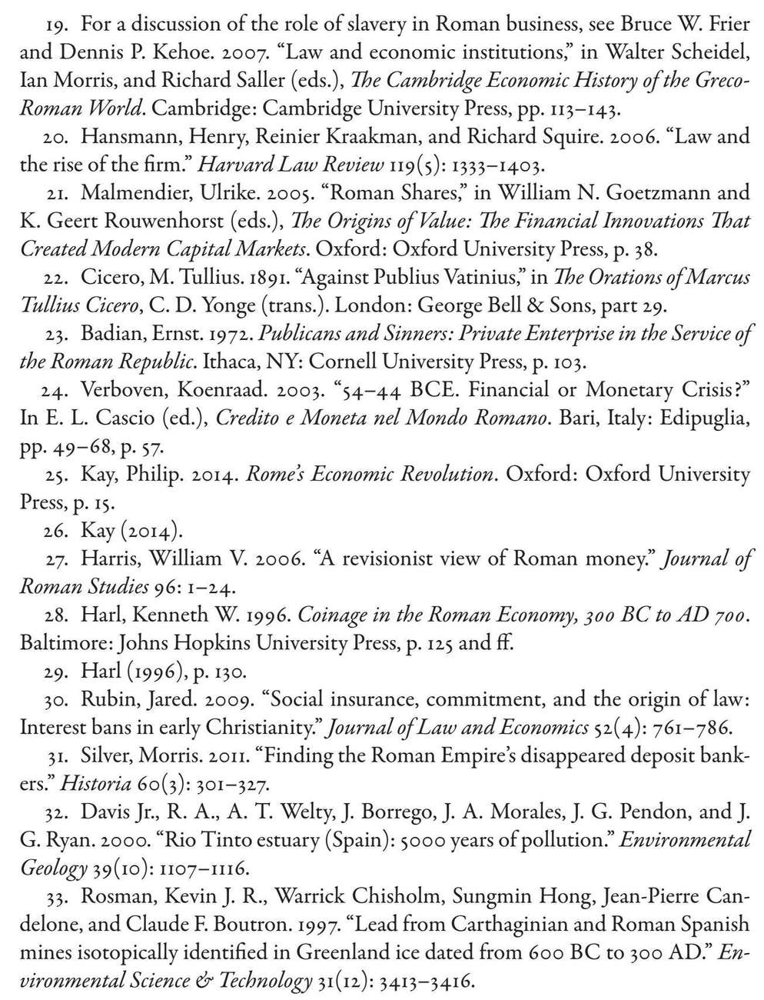 19. For a discussion of the role of slavery in Roman business, see Bruce W. Frier
and Dennis P. Kehoe. 2007. “Law and economic institutions,” in Walter Scheidel,
Ian Morris, and Richard Saller (eds.), The Cambridge Economic History of the Greco-
Roman World. Cambridge: Cambridge University Press, pp. 113–143.
20. Hansmann, Henry, Reinier Kraakman, and Richard Squire. 2006. “Law and
the rise of the firm.” Harvard Law Review 119(5): 1333–1403.
21. Malmendier, Ulrike. 2005. “Roman Shares,” in William N. Goetzmann and
K. Geert Rouwenhorst (eds.), The Origins of Value: The Financial Innovations That
Created Modern Capital Markets. Oxford: Oxford University Press, p. 38.
22. Cicero, M. Tullius. 1891. “Against Publius Vatinius,” in The Orations of Marcus
Tullius Cicero, C. D. Yonge (trans.). London: George Bell & Sons, part 29.
23. Badian, Ernst. 1972. Publicans and Sinners: Private Enterprise in the Service of
the Roman Republic. Ithaca, NY: Cornell University Press, p. 103.
24. Verboven, Koenraad. 2003. “54–44 BCE. Financial or Monetary Crisis?”
In E. L. Cascio (ed.), Credito e Moneta nel Mondo Romano. Bari, Italy: Edipuglia,
pp. 49–68, p. 57.
25. Kay, Philip. 2014. Rome’s Economic Revolution. Oxford: Oxford University
Press, p. 15.
26. Kay (2014).
27. Harris, William V. 2006. “A revisionist view of Roman money.” Journal of
Roman Studies 96: 1–24.
28. Harl, Kenneth W. 1996. Coinage in the Roman Economy, 300 BC to AD 700.
Baltimore: Johns Hopkins University Press, p. 125 and ff.
29. Harl (1996), p. 130.
30. Rubin, Jared. 2009. “Social insurance, commitment, and the origin of law:
Interest bans in early Christianity.” Journal of Law and Economics 52(4): 761–786.
31. Silver, Morris. 2011. “Finding the Roman Empire’s disappeared deposit bank-
ers.” Historia 60(3): 301–327.
32. Davis Jr., R. A., A. T. Welty, J. Borrego, J. A. Morales, J. G. Pendon, and J.
G. Ryan. 2000. “Rio Tinto estuary (Spain): 5000 years of pollution.” Environmental
Geology 39(10): 1107–1116.
33. Rosman, Kevin J. R., Warrick Chisholm, Sungmin Hong, Jean-Pierre Can-
delone, and Claude F. Boutron. 1997. “Lead from Carthaginian and Roman Spanish
mines isotopically identified in Greenland ice dated from 600 BC to 300 AD.” En-
vironmental Science & Technology 31(12): 3413–3416.